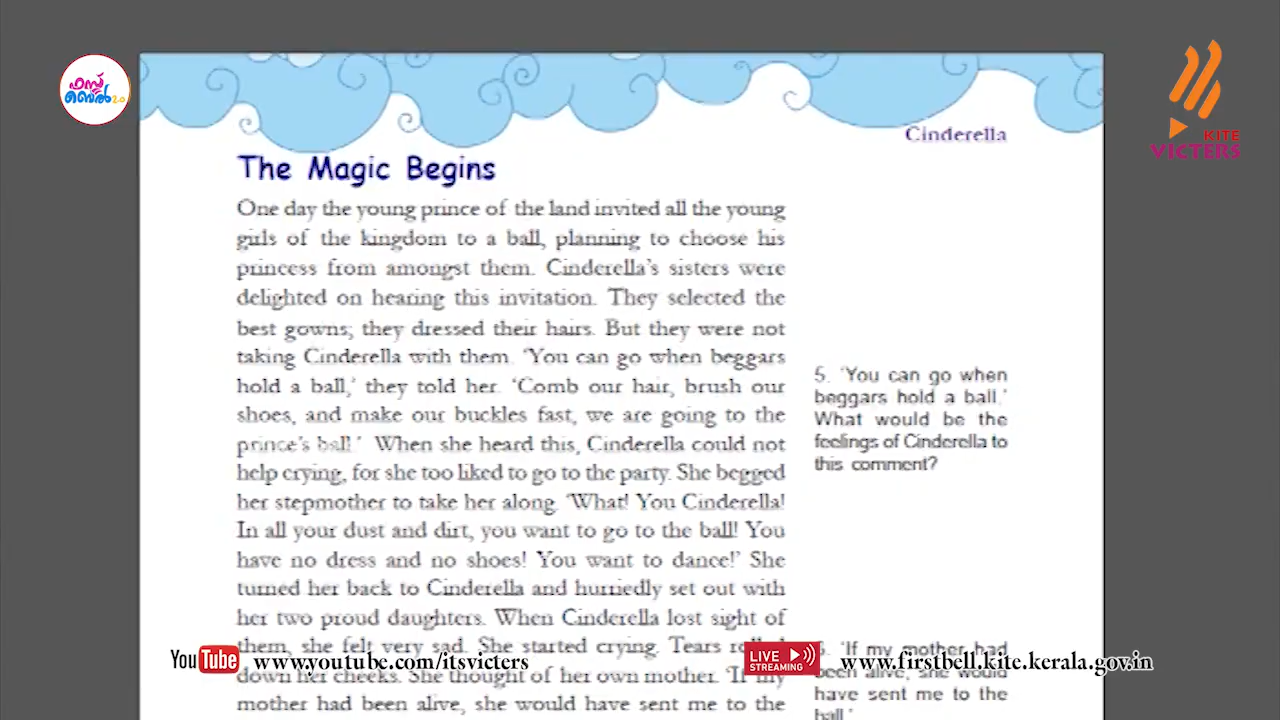 ഫസ്റ്റ്
ബെൽ 2.0
KITE
VICTERS
Cinderella
The Magic Begins
One day the young prince of the land invited all the young
girls of the kingdom to a ball, planning to choose his
princess from amongst them. Cinderella's sisters were
delighted on hearing this invitation. They selected the
best gowns; they dressed their hairs. But they were not
taking Cinderella with them. 'You can go when beggars
hold a ball,' they told her. 'Comb our hair, brush our
shoes, and make our buckles fast, we are going to the
prince's ball!' When she heard this, Cinderella could not
help crying, for she too liked to go to the party. She begged
her stepmother to take her along. 'What! You Cinderella!
In all your dust and dirt, you want to go to the ball! You
have no dress and no shoes! You want to dance!' She
turned her back to Cinderella and hurriedly set out with
her two proud daughters. When Cinderella lost sight of
them, she felt very sad. She started crying. Tears rolled
down her cheeks. She thought of her own mother. 'If my
mother had been alive, she would have sent me to the
5. 'You can go when
beggars hold a ball.'
What would be the
feelings of Cinderella to
this comment?
'If my mother had
been alive, she would
have sent me to the
ball.'
YouTube www.youtube.com/itsvicters
LIVE
STREAMING
www.firstbell.kite.kerala.gov.in